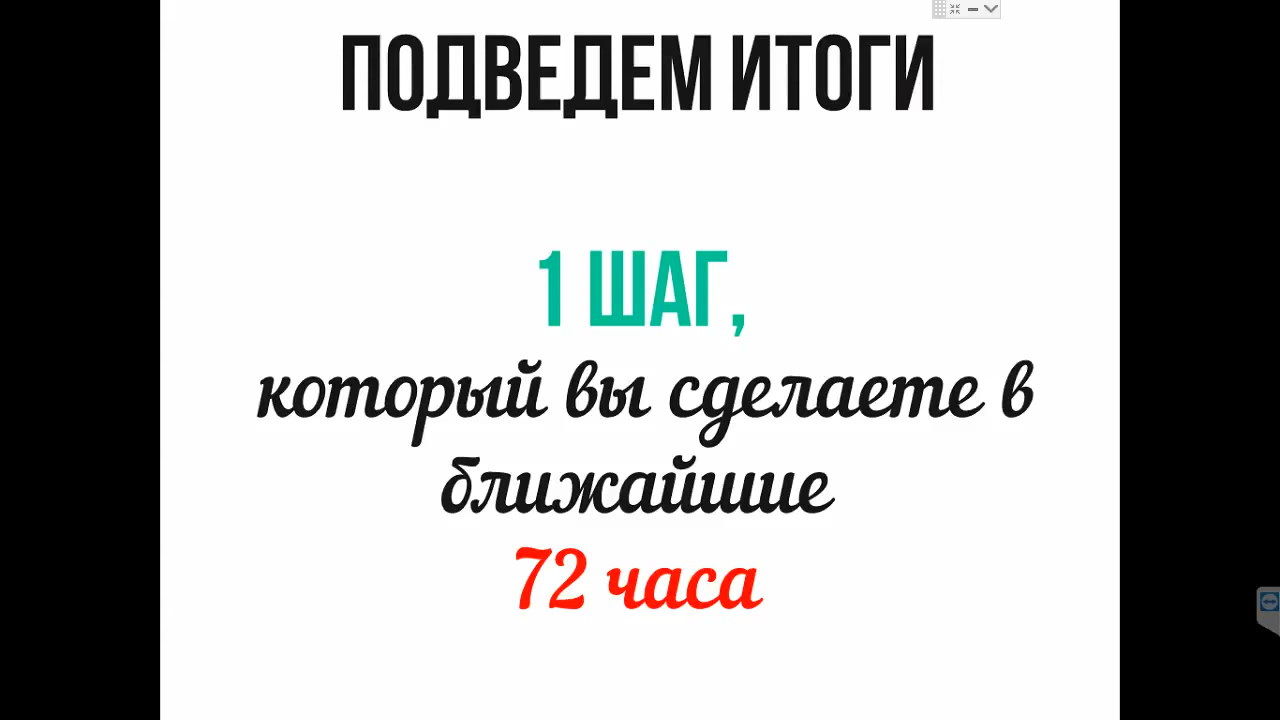 ПОДВЕДЕМ ИТОГИ
1 ШАГ,
который вы сделаете в
ближайшие
72 часа